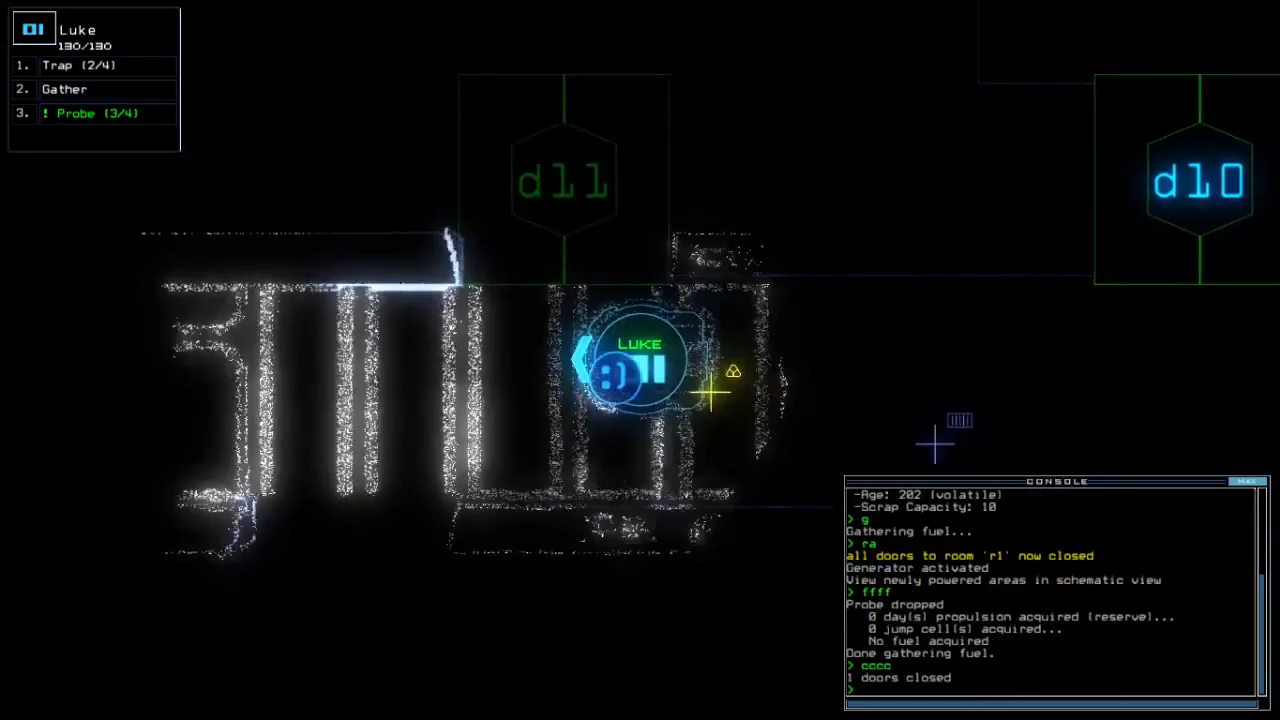 Luke
130/130
1. Trap (2/4)
2. Gather
3. ! Probe (3/4)
d11
d10
LUKE
:)
CONSOLE
MAX
-Age: 202 (volatile)
-Scrap Capacity: 10
> g
Gathering fuel...
> ra
all doors to room 'r1' now closed
Generator activated
View newly powered areas in schematic view
> ffff
Probe dropped
0 day(s) propulsion acquired (reserve)...
0 jump cell(s) acquired...
No fuel acquired
Done gathering fuel.
> cccc
1 doors closed
>